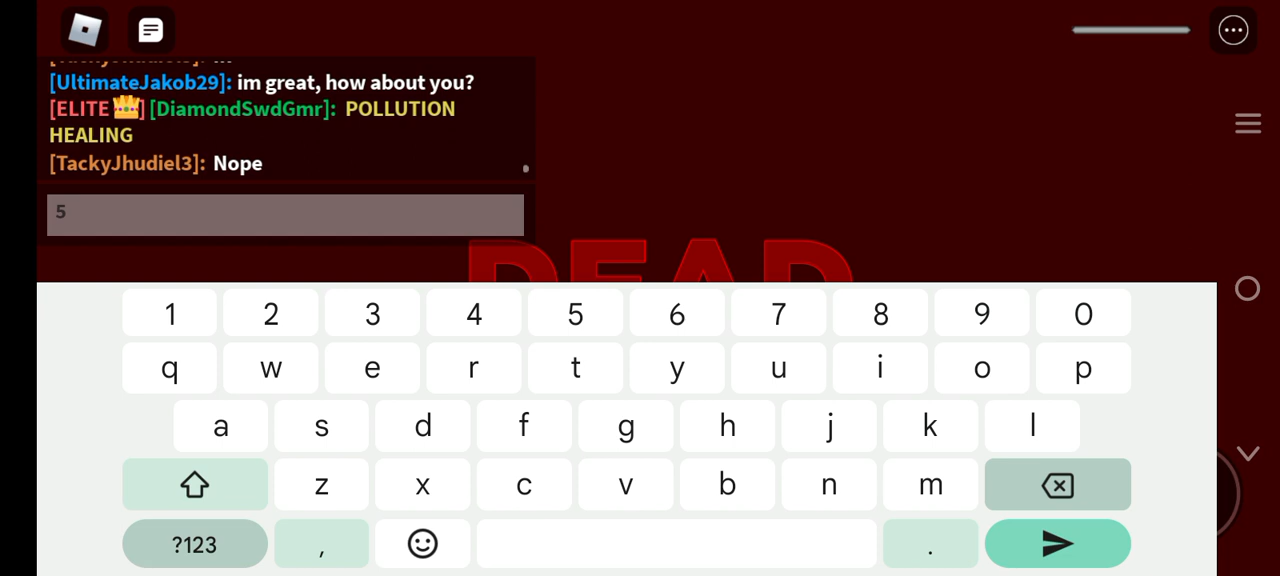 [UltimateJakob29]: im great, how about you?
[ELITE👑] [DiamondSwdGmr]: POLLUTION
HEALING
[TackyJhudiel3]: Nope
5
DEAD
1 2 3 4 5 6 7 8 9 0
q w e r t y u i o p
a s d f g h j k l
z x c v b n m
?123 , .